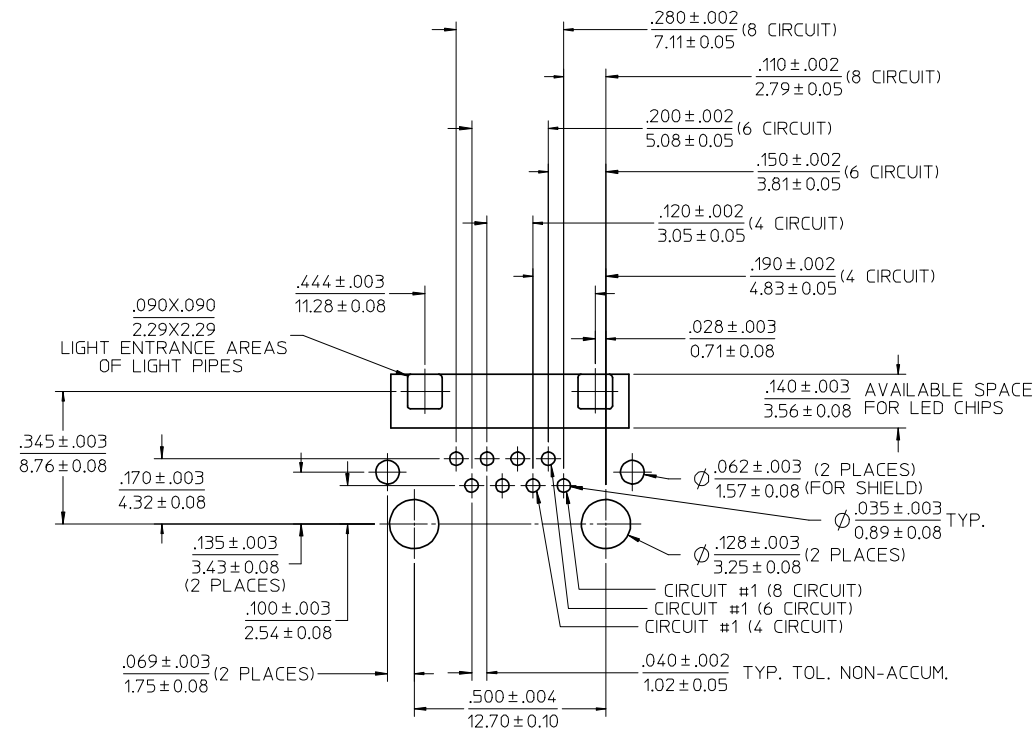 .280±.002 (8 CIRCUIT)
7.11±0.05
.110±.002 (8 CIRCUIT)
2.79±0.05
.200±.002 (6 CIRCUIT)
5.08±0.05
.150±.002 (6 CIRCUIT)
3.81±0.05
.120±.002 (4 CIRCUIT)
3.05±0.05
.190±.002 (4 CIRCUIT)
4.83±0.05
.444±.003
11.28±0.08
.090X.090
2.29X2.29
LIGHT ENTRANCE AREAS
OF LIGHT PIPES
.028±.003
0.71±0.08
.140±.003 AVAILABLE SPACE
3.56±0.08 FOR LED CHIPS
.345±.003
8.76±0.08
.170±.003
4.32±0.08
Ø .062±.003 (2 PLACES)
1.57±0.08 (FOR SHIELD)
Ø .035±.003 TYP.
0.89±0.08
.135±.003
3.43±0.08
(2 PLACES)
Ø .128±.003 (2 PLACES)
3.25±0.08
.100±.003
2.54±0.08
CIRCUIT #1 (8 CIRCUIT)
CIRCUIT #1 (6 CIRCUIT)
CIRCUIT #1 (4 CIRCUIT)
.069±.003 (2 PLACES)
1.75±0.08
.040±.002 TYP. TOL. NON-ACCUM.
1.02±0.05
.500±.004
12.70±0.10